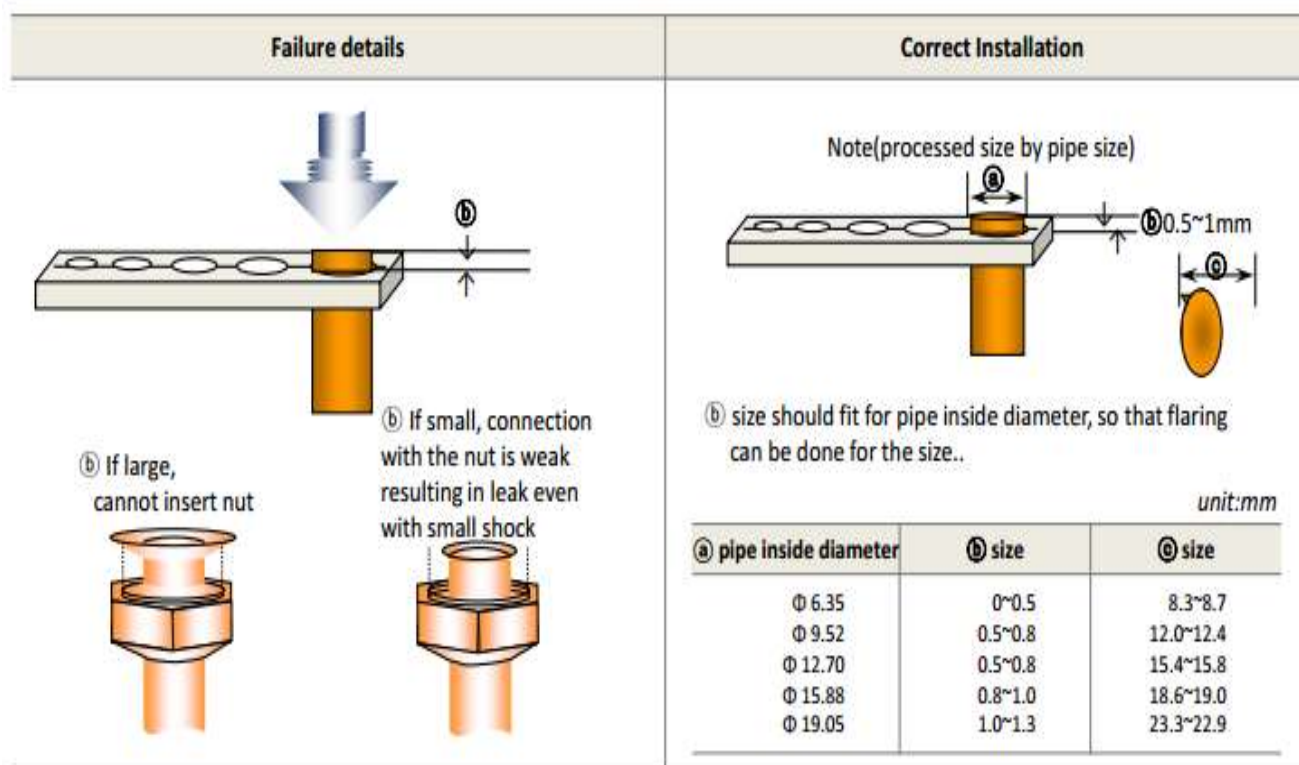 Failure details
Correct Installation
ⓑ
ⓑ If large,
cannot insert nut
ⓑ If small, connection
with the nut is weak
resulting in leak even
with small shock
Note(processed size by pipe size)
ⓐ
ⓑ0.5~1mm
ⓒ
ⓑ size should fit for pipe inside diameter, so that flaring
can be done for the size..
unit:mm
ⓐ pipe inside diameter ⓑ size ⓒ size
Φ 6.35 0~0.5 8.3~8.7
Φ 9.52 0.5~0.8 12.0~12.4
Φ 12.70 0.5~0.8 15.4~15.8
Φ 15.88 0.8~1.0 18.6~19.0
Φ 19.05 1.0~1.3 23.3~22.9